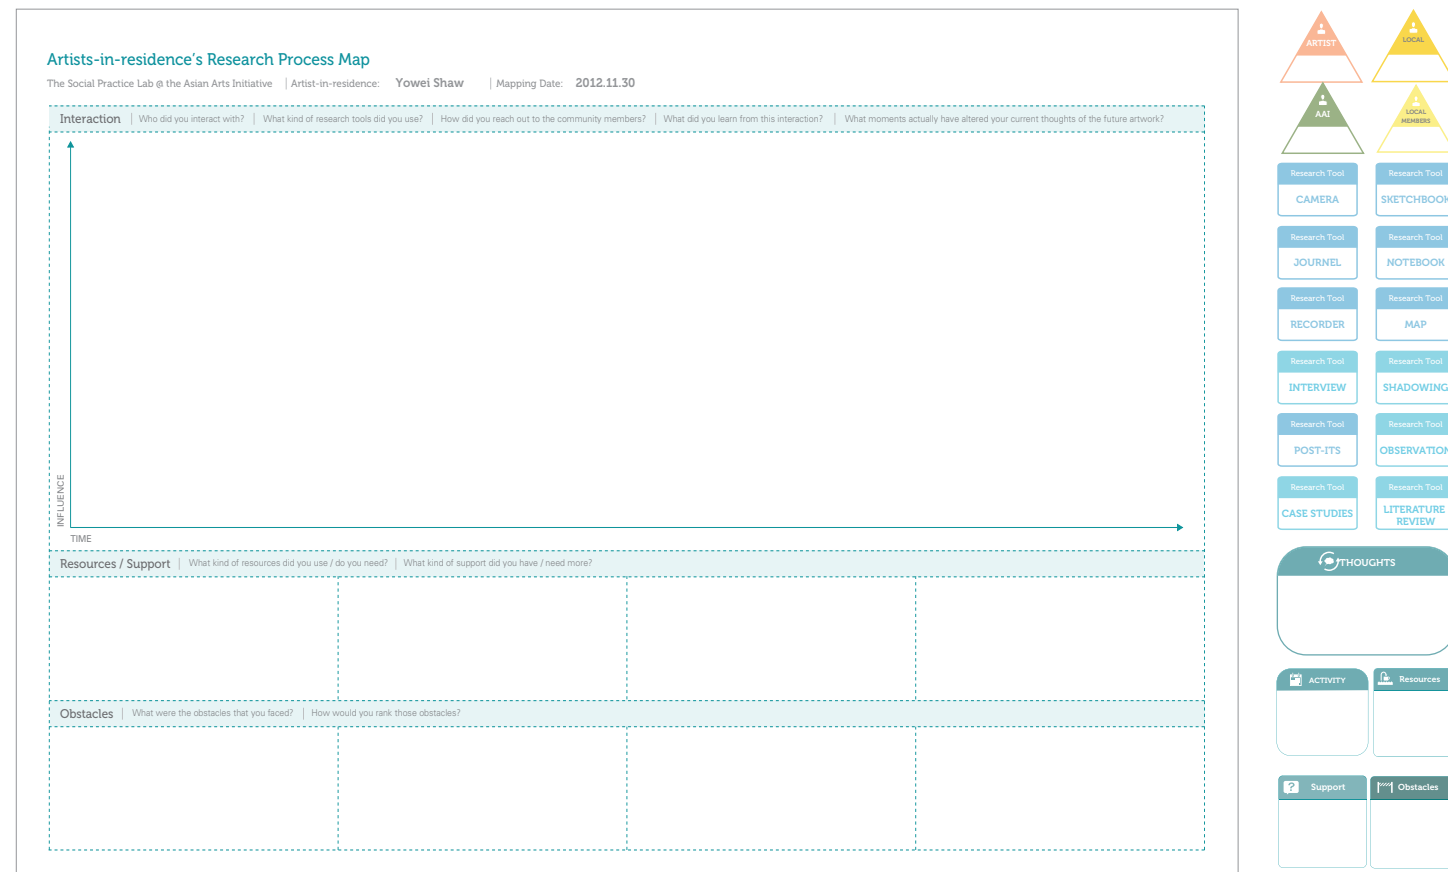 Artists-in-residence's Research Process Map
The Social Practice Lab @ the Asian Arts Initiative | Artist-in-residence: Yowei Shaw | Mapping Date: 2012.11.30
Interaction | Who did you interact with? | What kind of research tools did you use? | How did you reach out to the community members? | What did you learn from this interaction? | What moments actually have altered your current thoughts of the future artwork?
INFLUENCE
TIME
Resources / Support | What kind of resources did you use / do you need? | What kind of support did you have / need more?
Obstacles | What were the obstacles that you faced? | How would you rank those obstacles?
ARTIST
LOCAL
AAI
LOCAL
MEMBERS
Research Tool
CAMERA
Research Tool
SKETCHBOOK
Research Tool
JOURNEL
Research Tool
NOTEBOOK
Research Tool
RECORDER
Research Tool
MAP
Research Tool
INTERVIEW
Research Tool
SHADOWING
Research Tool
POST-ITS
Research Tool
OBSERVATION
Research Tool
CASE STUDIES
Research Tool
LITERATURE
REVIEW
THOUGHTS
ACTIVITY
Resources
? Support
Obstacles